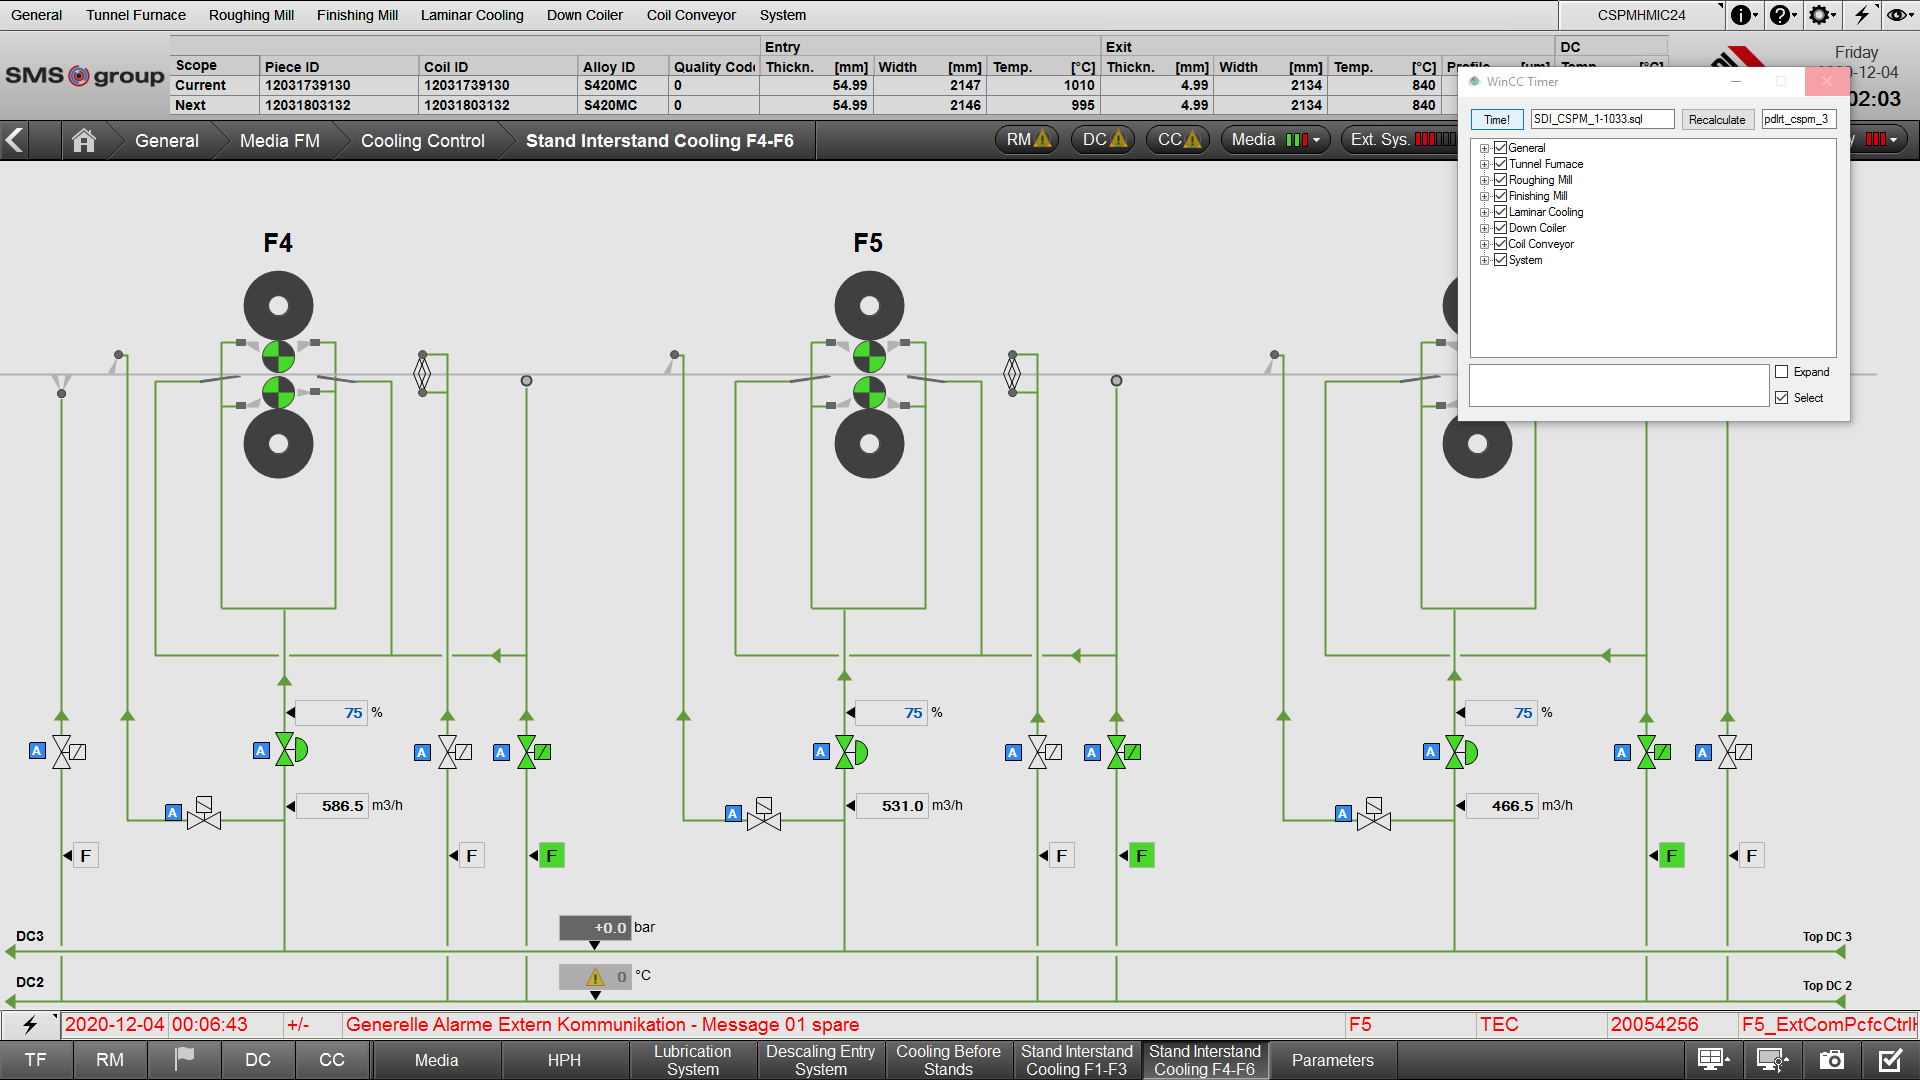 General Tunnel Furnace Roughing Mill Finishing Mill Laminar Cooling Down Coiler Coil Conveyor System CSPMHMIC24
SMS group
Entry Exit DC
Scope Piece ID Coil ID Alloy ID Quality Code Thickn. [mm] Width [mm] Temp. [°C] Thickn. [mm] Width [mm] Temp. [°C]
Current 12031739130 12031739130 S420MC 0 54.99 2147 1010 4.99 2134 840
Next 12031803132 12031803132 S420MC 0 54.99 2146 995 4.99 2134 840
Friday
-12-04
02:03
General Media FM Cooling Control Stand Interstand Cooling F4-F6 RM DC CC Media Ext. Sys.
WinCC Timer
Time! SDI_CSPM_1-1033.sql Recalculate pdlrt_cspm_3
General
Tunnel Furnace
Roughing Mill
Finishing Mill
Laminar Cooling
Down Coiler
Coil Conveyor
System
Expand
Select
F4 F5
75 % 75 % 75 %
A A A A A A A A A A
A A A
586.5 m3/h 531.0 m3/h 466.5 m3/h
F F F F F F F
+0.0 bar
DC3 Top DC 3
0 °C
DC2 Top DC 2
2020-12-04 00:06:43 +/- Generelle Alarme Extern Kommunikation - Message 01 spare F5 TEC 20054256 F5_ExtComPcfcCtrl
TF RM DC CC Media HPH Lubrication System Descaling Entry System Cooling Before Stands Stand Interstand Cooling F1-F3 Stand Interstand Cooling F4-F6 Parameters